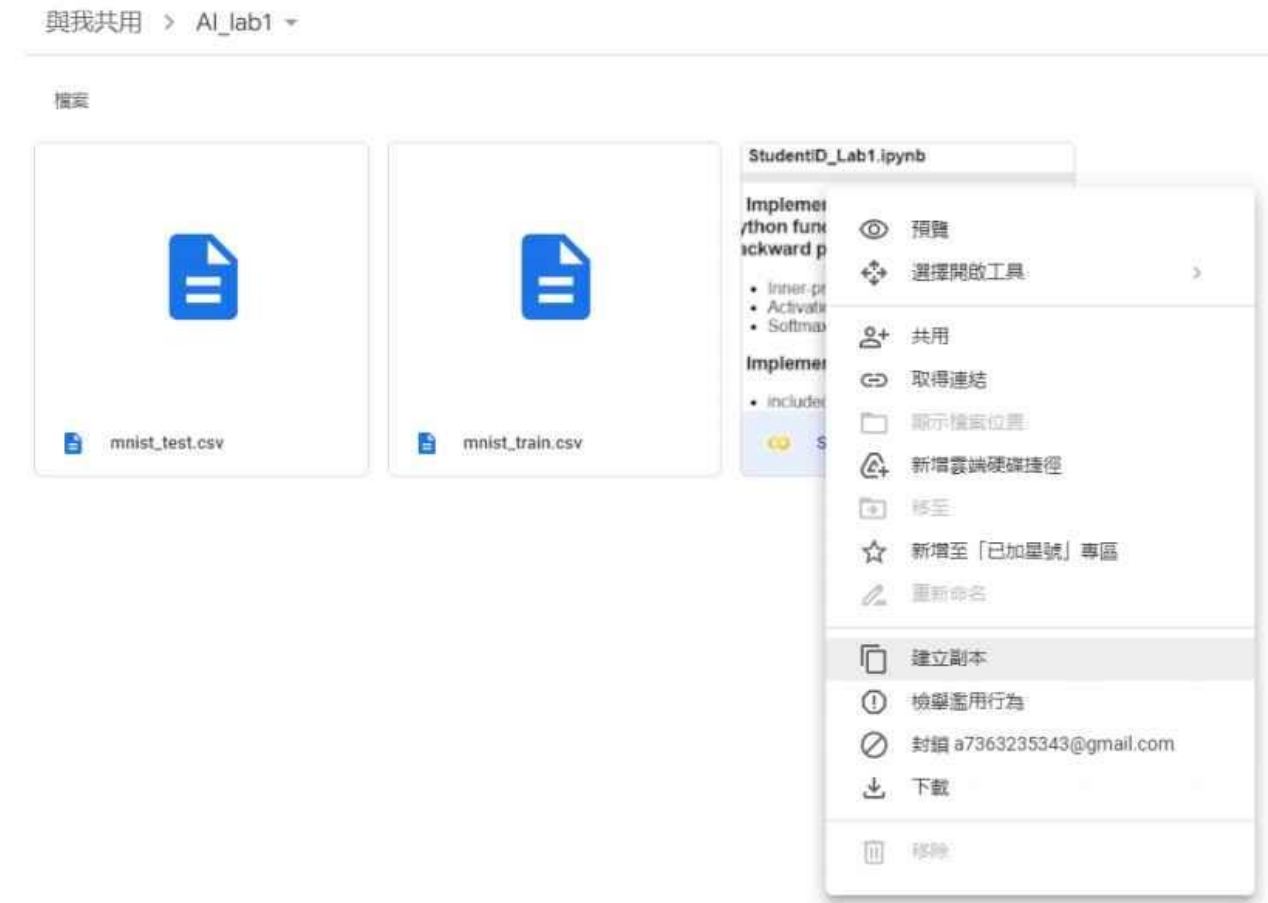 與我共用 > AI_lab1
檔案
mnist_test.csv
mnist_train.csv
StudentID_Lab1.ipynb
Implemen
ython func
ackward p
• Inner-pr
• Activati
• Softmax
Implemen
• included
S
預覽
選擇開啟工具 >
共用
取得連結
顯示檔案位置
新增雲端硬碟捷徑
移至
新增至「已加星號」專區
重新命名
建立副本
檢舉濫用行為
封鎖 a7363235343@gmail.com
下載
移除